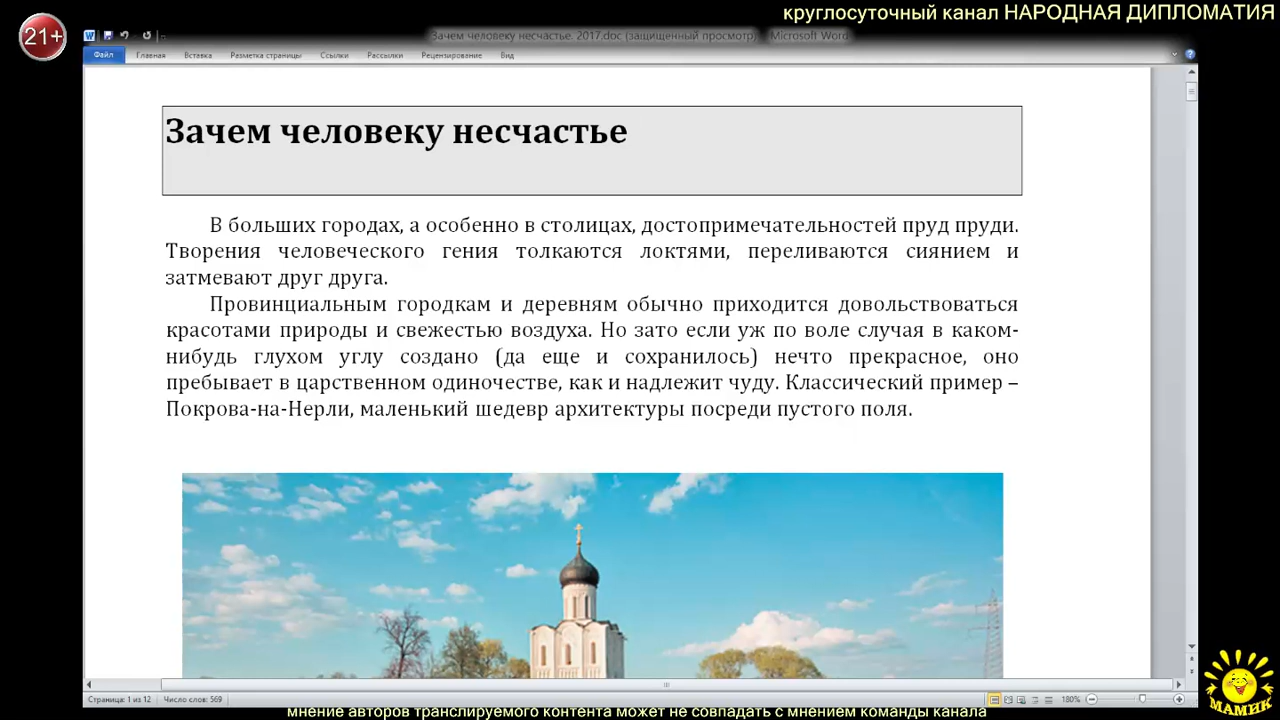 круглосуточный канал НАРОДНАЯ ДИПЛОМАТИЯ
21+
Зачем человеку несчастье. 2017.doc (защищенный просмотр) - Microsoft Word
Файл Главная Вставка Разметка страницы Ссылки Рассылки Рецензирование Вид
Зачем человеку несчастье
В больших городах, а особенно в столицах, достопримечательностей пруд пруди.
Творения человеческого гения толкаются локтями, переливаются сиянием и
затмевают друг друга.
Провинциальным городкам и деревням обычно приходится довольствоваться
красотами природы и свежестью воздуха. Но зато если уж по воле случая в каком-
нибудь глухом углу создано (да еще и сохранилось) нечто прекрасное, оно
пребывает в царственном одиночестве, как и надлежит чуду. Классический пример –
Покрова-на-Нерли, маленький шедевр архитектуры посреди пустого поля.
Страница: 1 из 12 Число слов: 569 180%
мнение авторов транслируемого контента может не совпадать с мнением команды канала
МАМИК